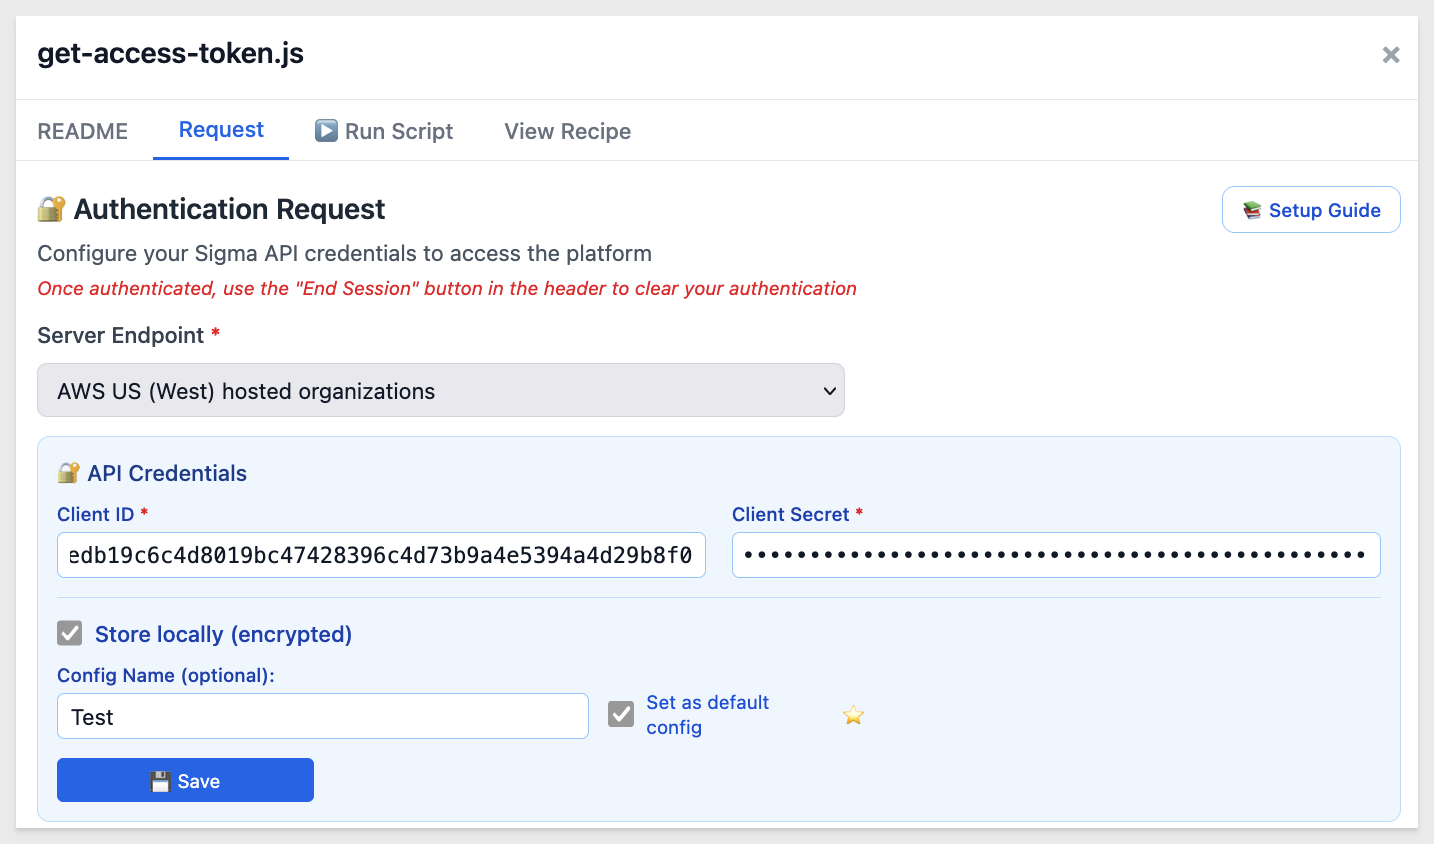 get-access-token.js
README
Request
Run Script
View Recipe
Authentication Request
Setup Guide
Configure your Sigma API credentials to access the platform
Once authenticated, use the "End Session" button in the header to clear your authentication
Server Endpoint *
AWS US (West) hosted organizations
API Credentials
Client ID *
Client Secret *
edb19c6c4d8019bc47428396c4d73b9a4e5394a4d29b8f0
••••••••••••••••••••••••••••••••••••••••••••••••
Store locally (encrypted)
Config Name (optional):
Test
Set as default
config
Save